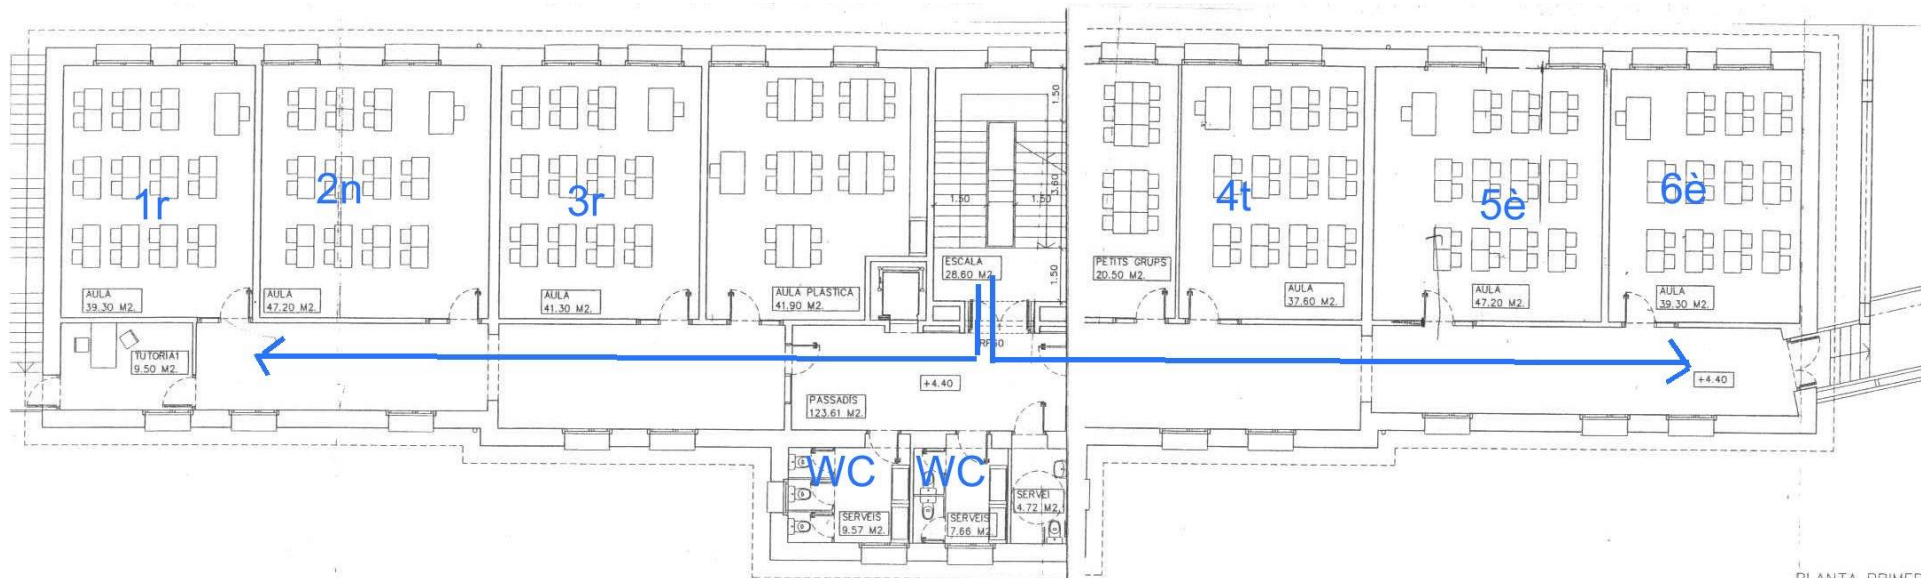 1r
2n
3r
4t
5è
6è
AULA
39.30 M2.
AULA
47.20 M2.
AULA
41.30 M2.
AULA PLASTICA
41.90 M2.
ESCALA
28.60 M2.
PETITS GRUPS
20.50 M2.
AULA
37.60 M2.
AULA
47.20 M2.
AULA
39.30 M2.
1.50
3.60
1.50
1.50
1.50
TUTORIA1
9.50 M2.
PASSADIS
123.61 M2.
+4.40
+4.40
WC
WC
SERVEIS
9.57 M2.
SERVEIS
7.66 M2.
SERVEI
4.72 M2.
PLANTA